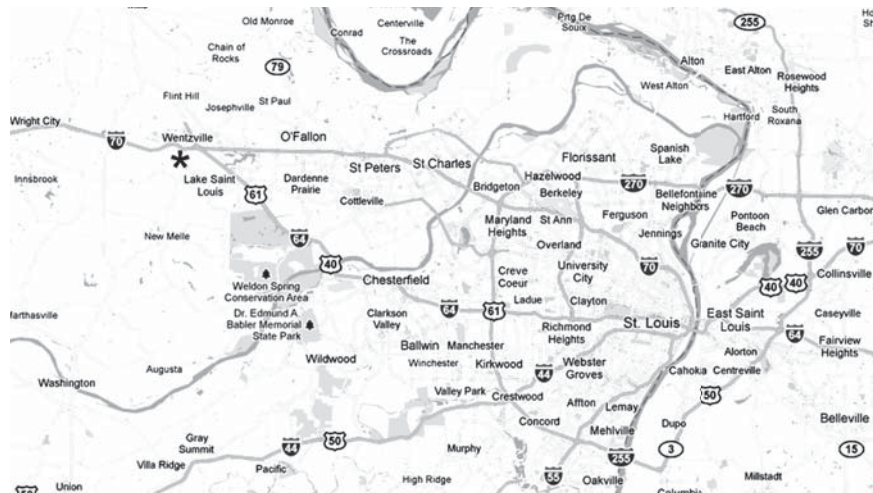 Old Monroe
Centerville
Prtg De
Sioux
255
Conrad
The
Crossroads
Chain of
Rocks
79
Alton
East Alton
Rosewood
Heights
West Alton
Flint Hill
Josephville
St Paul
Hartford
South
Roxana
Wright City
70
Wentzville
*
O'Fallon
Spanish
Lake
Innsbrook
Lake Saint
Louis
61
Dardenne
Prairie
St Peters
St Charles
Florissant
Hazelwood
Bridgeton
Berkeley
270
Bellefontaine
Neighbors
270
Cottleville
Maryland
Heights
St Ann
Ferguson
Pontoon
Beach
Glen Carbon
New Melle
64
Jennings
Granite City
255
70
Overland
40
Weldon Spring
Conservation Area
Chesterfield
Creve
Coeur
University
City
70
40
40
Collinsville
Dr. Edmund A.
Babler Memorial
State Park
Clarkson
Valley
64
61
Ladue
Clayton
Marthasville
Richmond
Heights
St. Louis
East Saint
Louis
Caseyville
64
Fairview
Heights
Augusta
Wildwood
Ballwin
Manchester
Winchester
Kirkwood
44
Webster
Groves
Alorton
Centreville
Cahoka
Washington
Valley Park
Crestwood
Affton
Lemay
50
Belleville
Gray
Summit
44
50
Concord
Mehlville
Dupo
Villa Ridge
Pacific
Murphy
255
3
15
High Ridge
55
Oakville
Millstadt
Union
50
Columbia